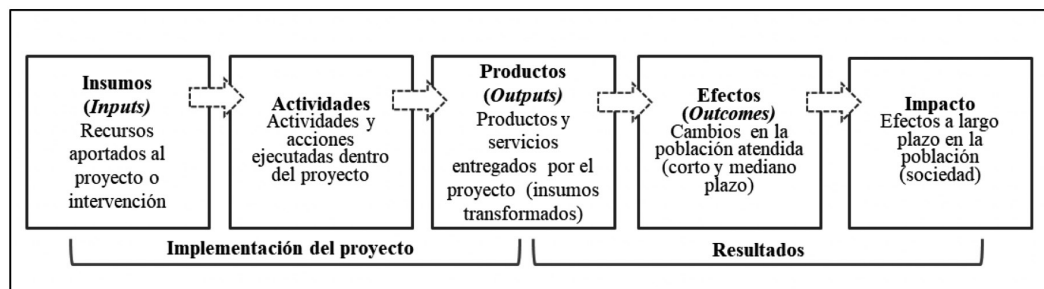 Insumos
(Inputs)
Recursos
aportados al
proyecto o
intervención
Actividades
Actividades y
acciones
ejecutadas dentro
del proyecto
Productos
(Outputs)
Productos y
servicios
entregados por el
proyecto (insumos
transformados)
Efectos
(Outcomes)
Cambios en la
población atendida
(corto y mediano
plazo)
Impacto
Efectos a largo
plazo en la
población
(sociedad)
Implementación del proyecto
Resultados